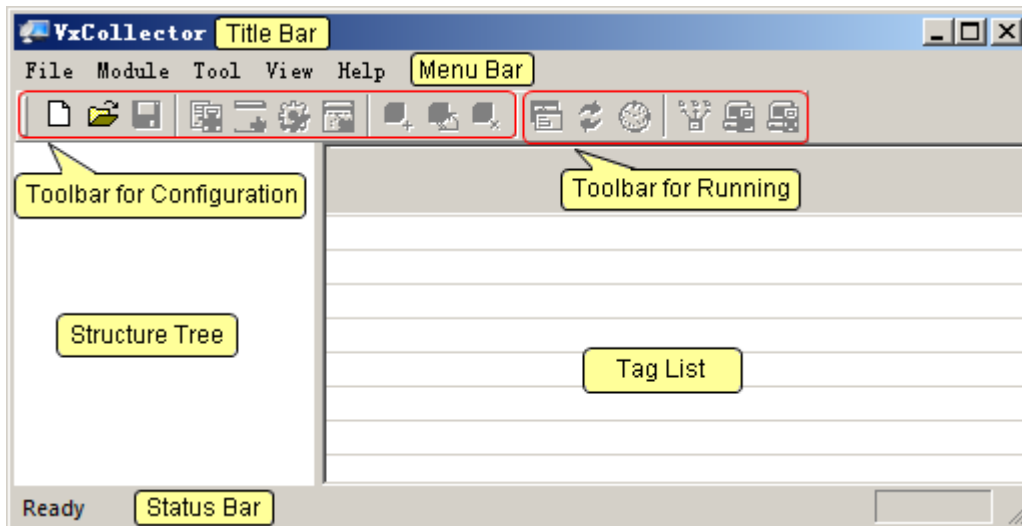 VxCollector Title Bar
File Module Tool View Help Menu Bar
Toolbar for Configuration
Toolbar for Running
Structure Tree
Tag List
Ready Status Bar